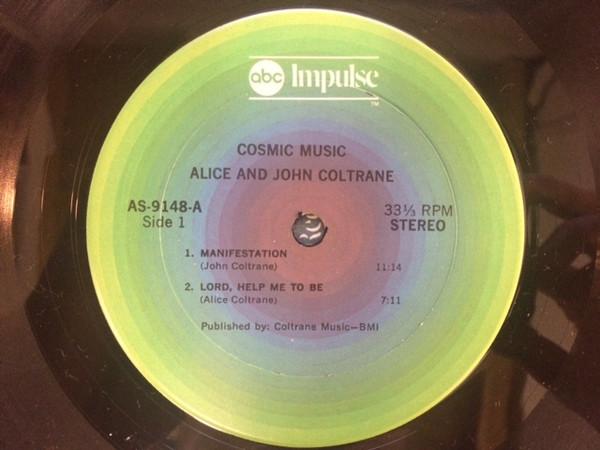 abc Impulse
TM
COSMIC MUSIC
ALICE AND JOHN COLTRANE
AS-9148-A 33⅓ RPM
Side 1 STEREO
1. MANIFESTATION
(John Coltrane) 11:14
2. LORD, HELP ME TO BE
(Alice Coltrane) 7:11
Published by: Coltrane Music—BMI